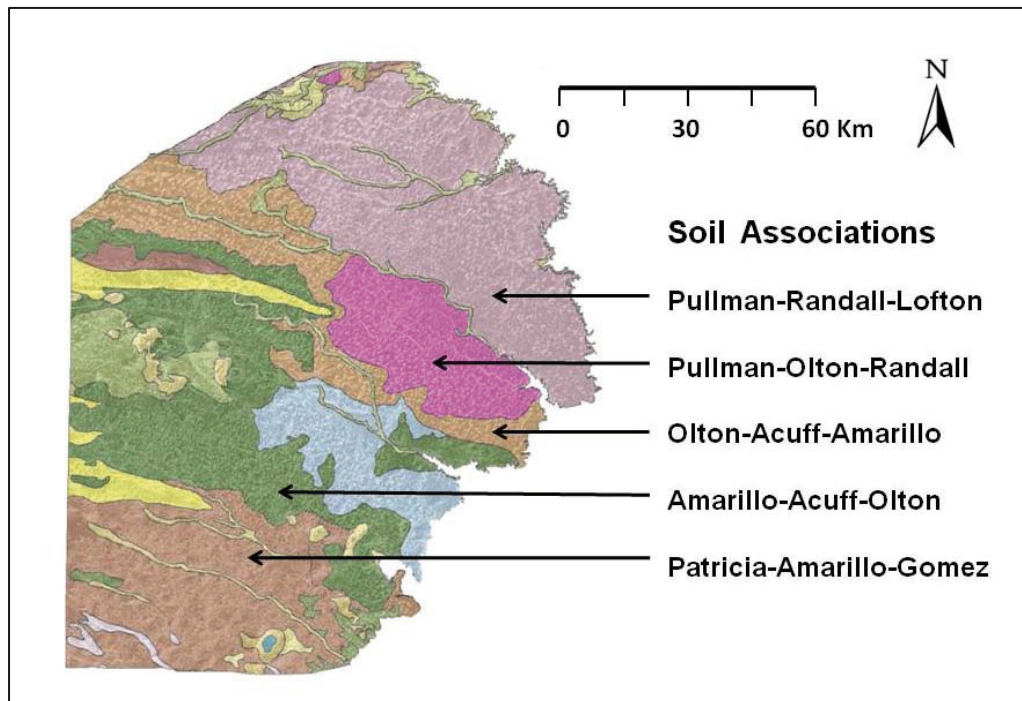 N
0 30 60 Km
Soil Associations
Pullman-Randall-Lofton
Pullman-Olton-Randall
Olton-Acuff-Amarillo
Amarillo-Acuff-Olton
Patricia-Amarillo-Gomez